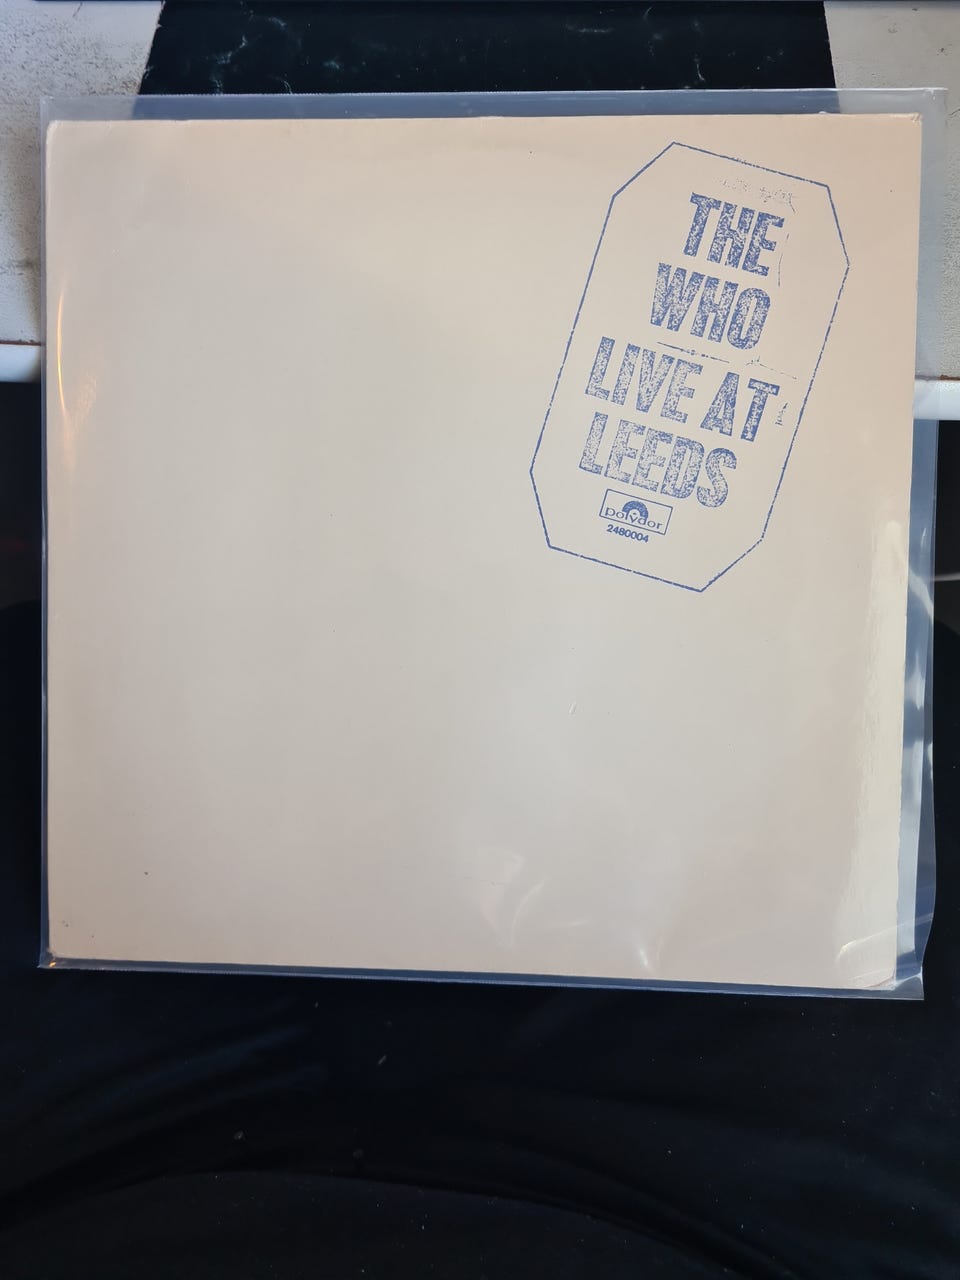 THE
WHO
LIVE AT
LEEDS
polydor
2480004